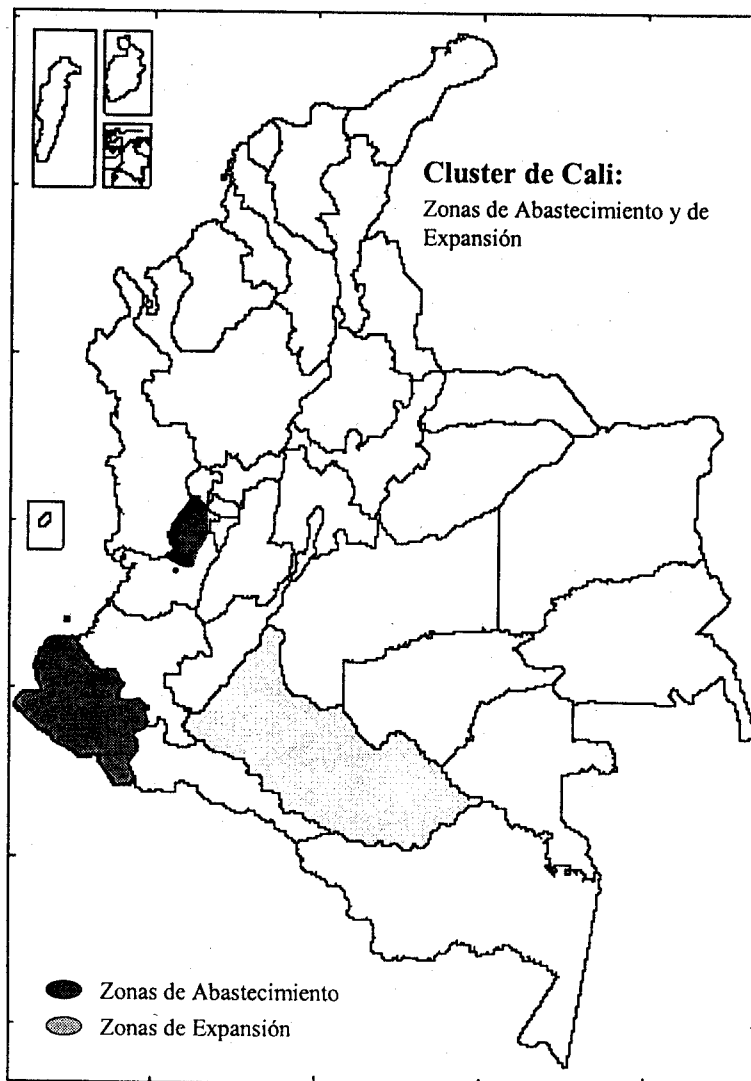 Cluster de Cali:
Zonas de Abastecimiento y de
Expansión
Zonas de Abastecimiento
Zonas de Expansión